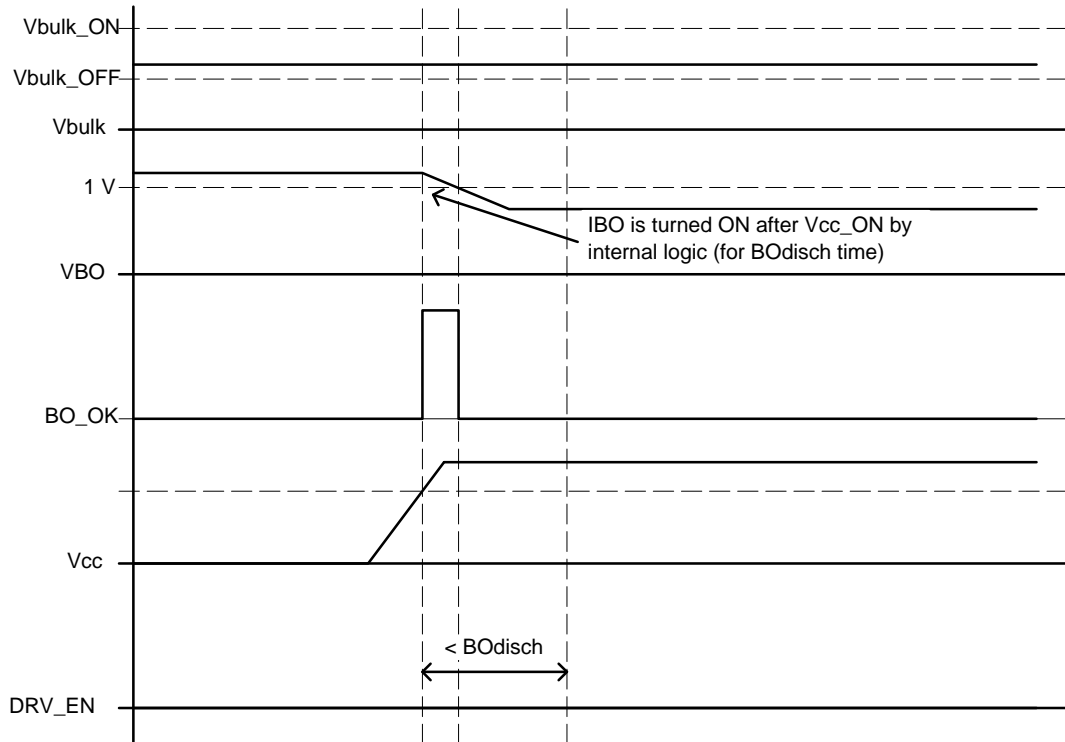 Vbulk_ON
Vbulk_OFF
Vbulk
1 V
IBO is turned ON after Vcc_ON by
internal logic (for BOdisch time)
VBO
BO_OK
Vcc
< BOdisch
DRV_EN